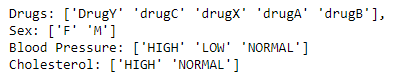 Drugs: ['DrugY' 'drugC' 'drugX' 'drugA' 'drugB'],
Sex: ['F' 'M']
Blood Pressure: ['HIGH' 'LOW' 'NORMAL']
Cholesterol: ['HIGH' 'NORMAL']